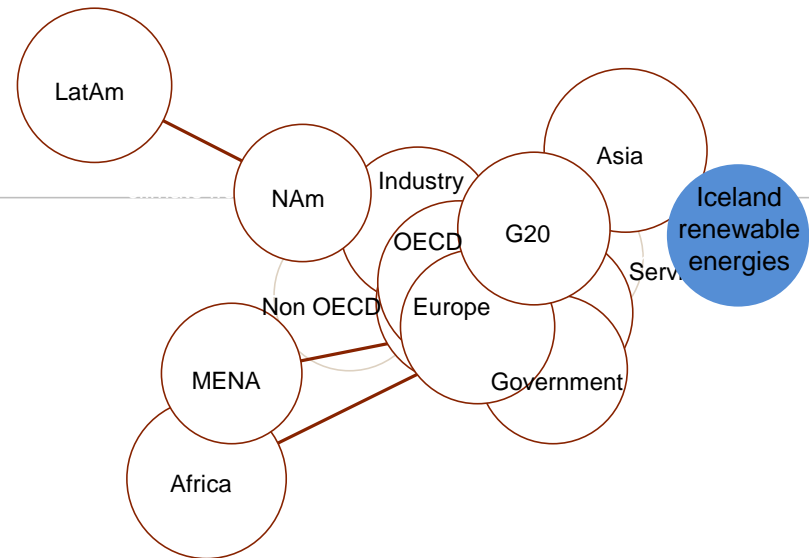 LatAm
Asia
Industry
NAm
Iceland
renewable
energies
G20
OECD
Non OECD
Europe
MENA
Government
Africa